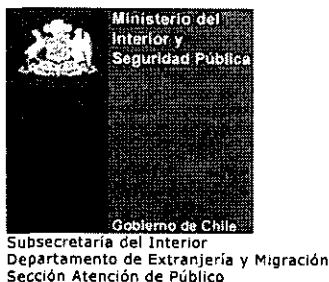 Ministerio del
Interior y
Seguridad Pública
Gobierno de Chile
Subsecretaría del Interior
Departamento de Extranjería y Migración
Sección Atención de Público